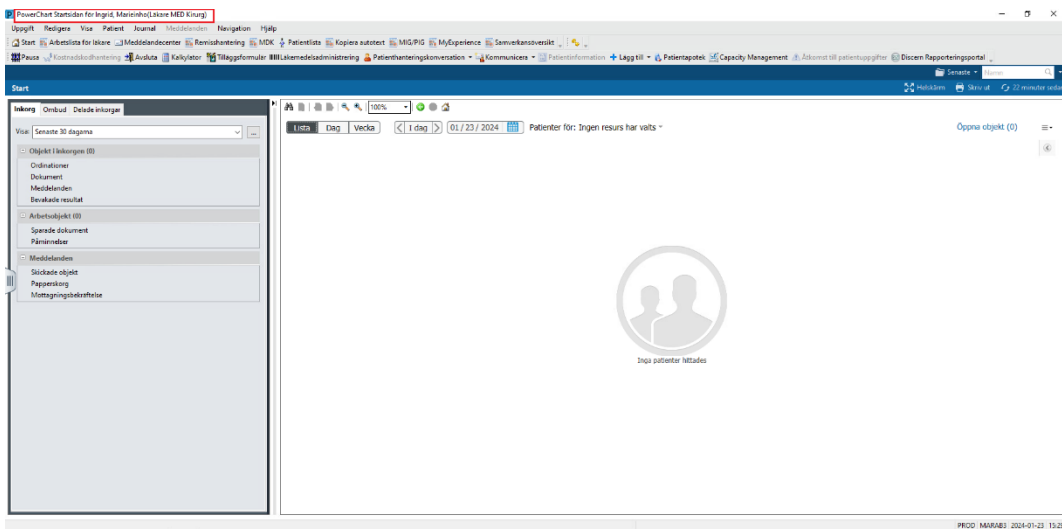 PowerChart Startsidan för Ingrid, Marieinho(Läkare MED Kirurg)
Uppgift Redigera Visa Patient Journal Meddelanden Navigation Hjälp
Start Arbetslista för läkare Meddelandecenter Remisshantering MDK Patientlista Kopiera autotext MIG/PIG MyExperience Samverkansöversikt
Pausa Kostnadskodhantering Avsluta Kalkylator Tilläggsformulär Läkemedelsadministrering Patienthanteringskonversation Kommunicera Patientinformation Lägg till Patientapotek Capacity Management Åtkomst till patientuppgifter Discern Rapporteringsportal
Senaste Namn
Start Helskärm Skriv ut 22 minuter sedan
Inkorg Ombud Delade inkorgar
100%
Visa: Senaste 30 dagarna ...
Lista Dag Vecka I dag 01/23/2024 Patienter för: Ingen resurs har valts Öppna objekt (0)
Objekt i inkorgen (0)
Ordinationer
Dokument
Meddelanden
Bevakade resultat
Arbetsobjekt (0)
Sparade dokument
Påminnelser
Meddelanden
Skickade objekt
Papperskorg
Mottagningsbekräftelse
Inga patienter hittades
PROD MARAB3 2024-01-23 15:2